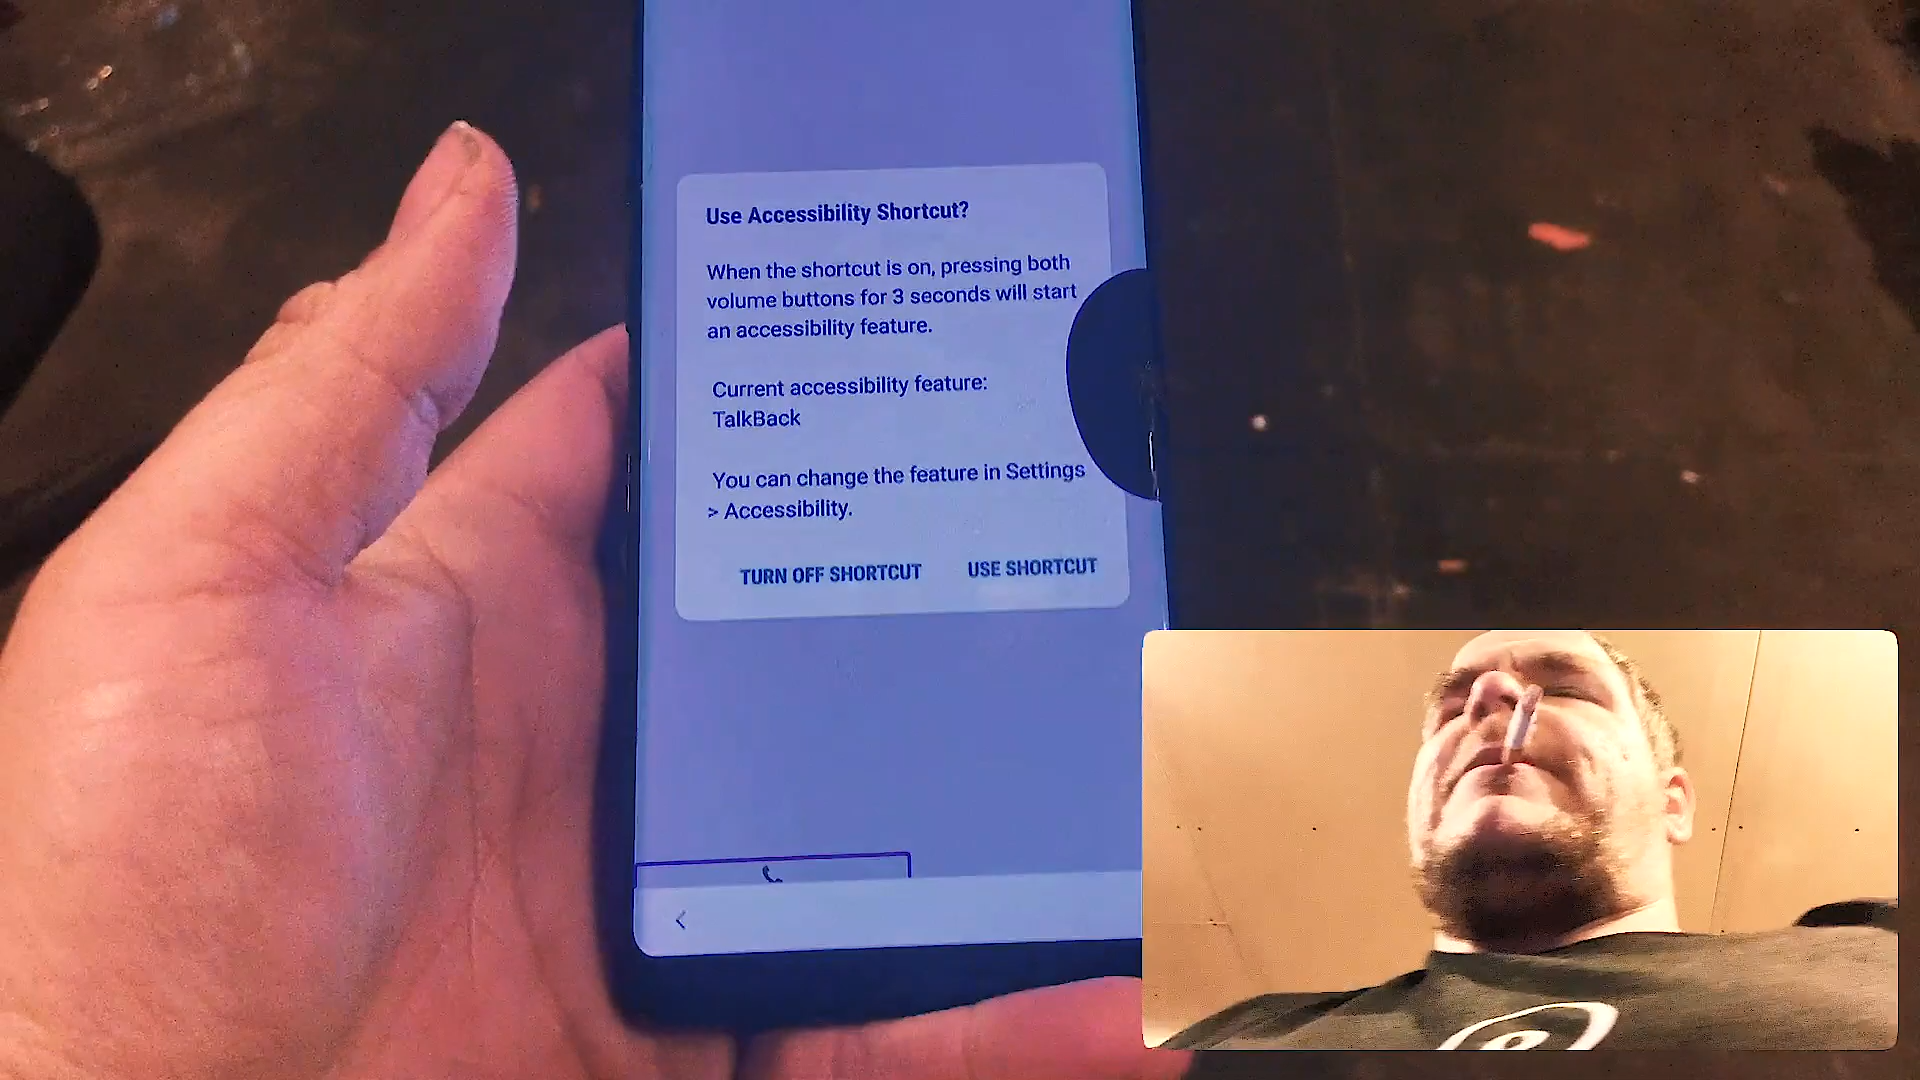 Use Accessibility Shortcut?
When the shortcut is on, pressing both
volume buttons for 3 seconds will start
an accessibility feature.
Current accessibility feature:
TalkBack
You can change the feature in Settings
> Accessibility.
TURN OFF SHORTCUT USE SHORTCUT